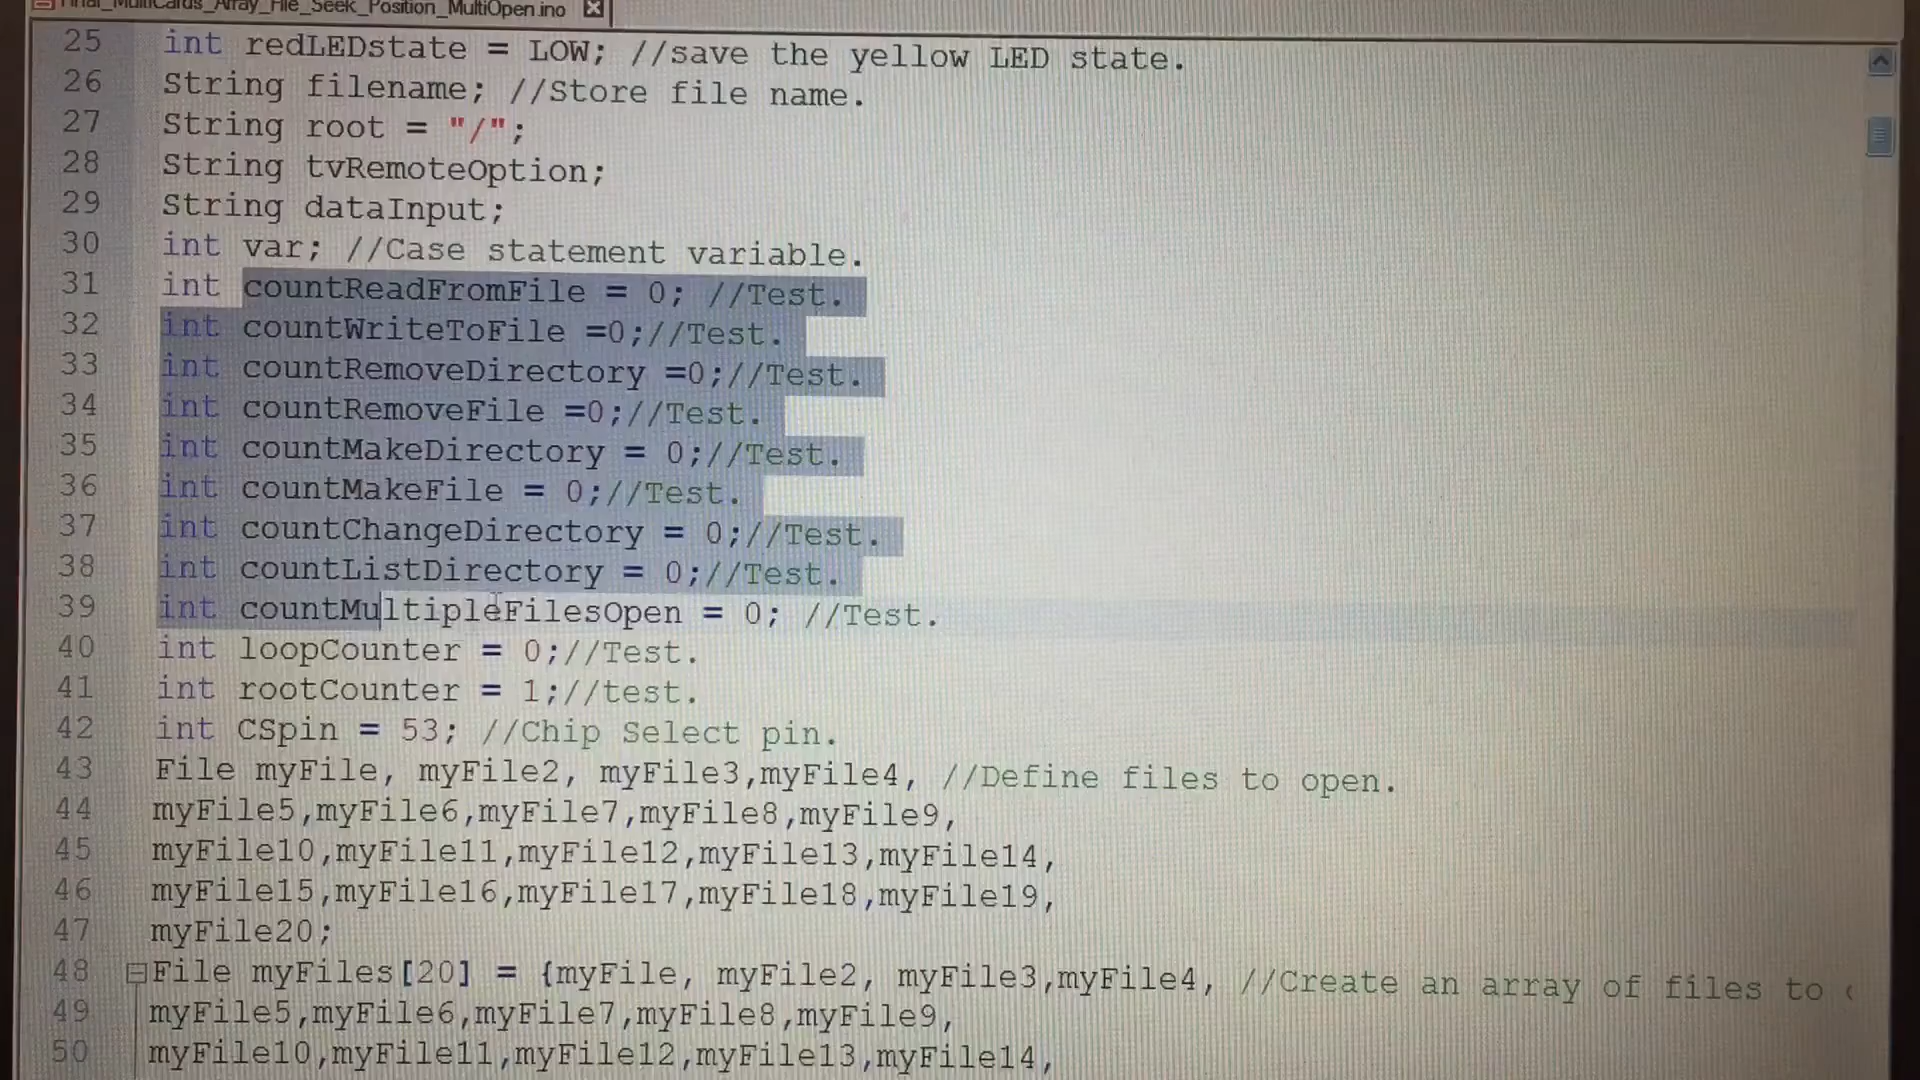 Final_MultiCards_Array_File_Seek_Position_MultiOpen.ino
25 int redLEDstate = LOW; //save the yellow LED state.
26 String filename; //Store file name.
27 String root = "/";
28 String tvRemoteOption;
29 String dataInput;
30 int var; //Case statement variable.
31 int countReadFromFile = 0; //Test.
32 int countWriteToFile =0;//Test.
33 int countRemoveDirectory =0;//Test.
34 int countRemoveFile =0;//Test.
35 int countMakeDirectory = 0;//Test.
36 int countMakeFile = 0;//Test.
37 int countChangeDirectory = 0;//Test.
38 int countListDirectory = 0;//Test.
39 int countMultipleFilesOpen = 0; //Test.
40 int loopCounter = 0;//Test.
41 int rootCounter = 1;//test.
42 int CSpin = 53; //Chip Select pin.
43 File myFile, myFile2, myFile3,myFile4, //Define files to open.
44 myFile5,myFile6,myFile7,myFile8,myFile9,
45 myFile10,myFile11,myFile12,myFile13,myFile14,
46 myFile15,myFile16,myFile17,myFile18,myFile19,
47 myFile20;
48 File myFiles[20] = {myFile, myFile2, myFile3,myFile4, //Create an array of files to
49 myFile5,myFile6,myFile7,myFile8,myFile9,
50 myFile10,myFile11,myFile12,myFile13,myFile14,